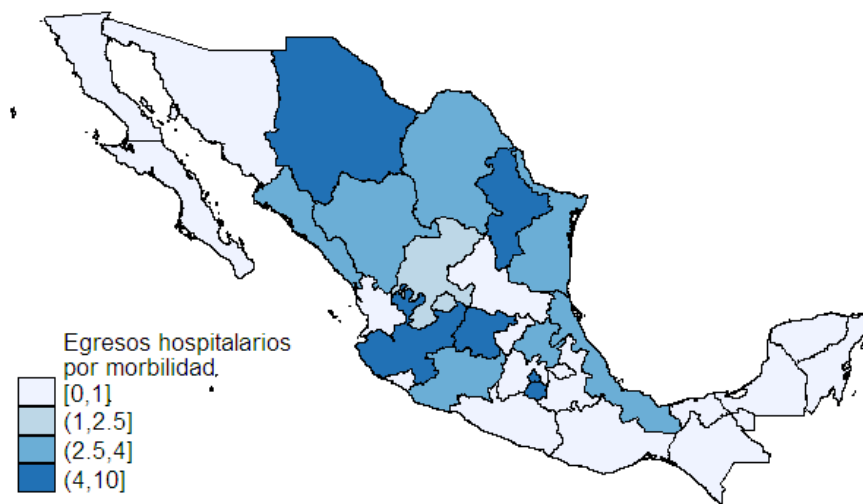 Egresos hospitalarios
por morbilidad
[0,1]
(1,2.5]
(2.5,4]
(4,10]